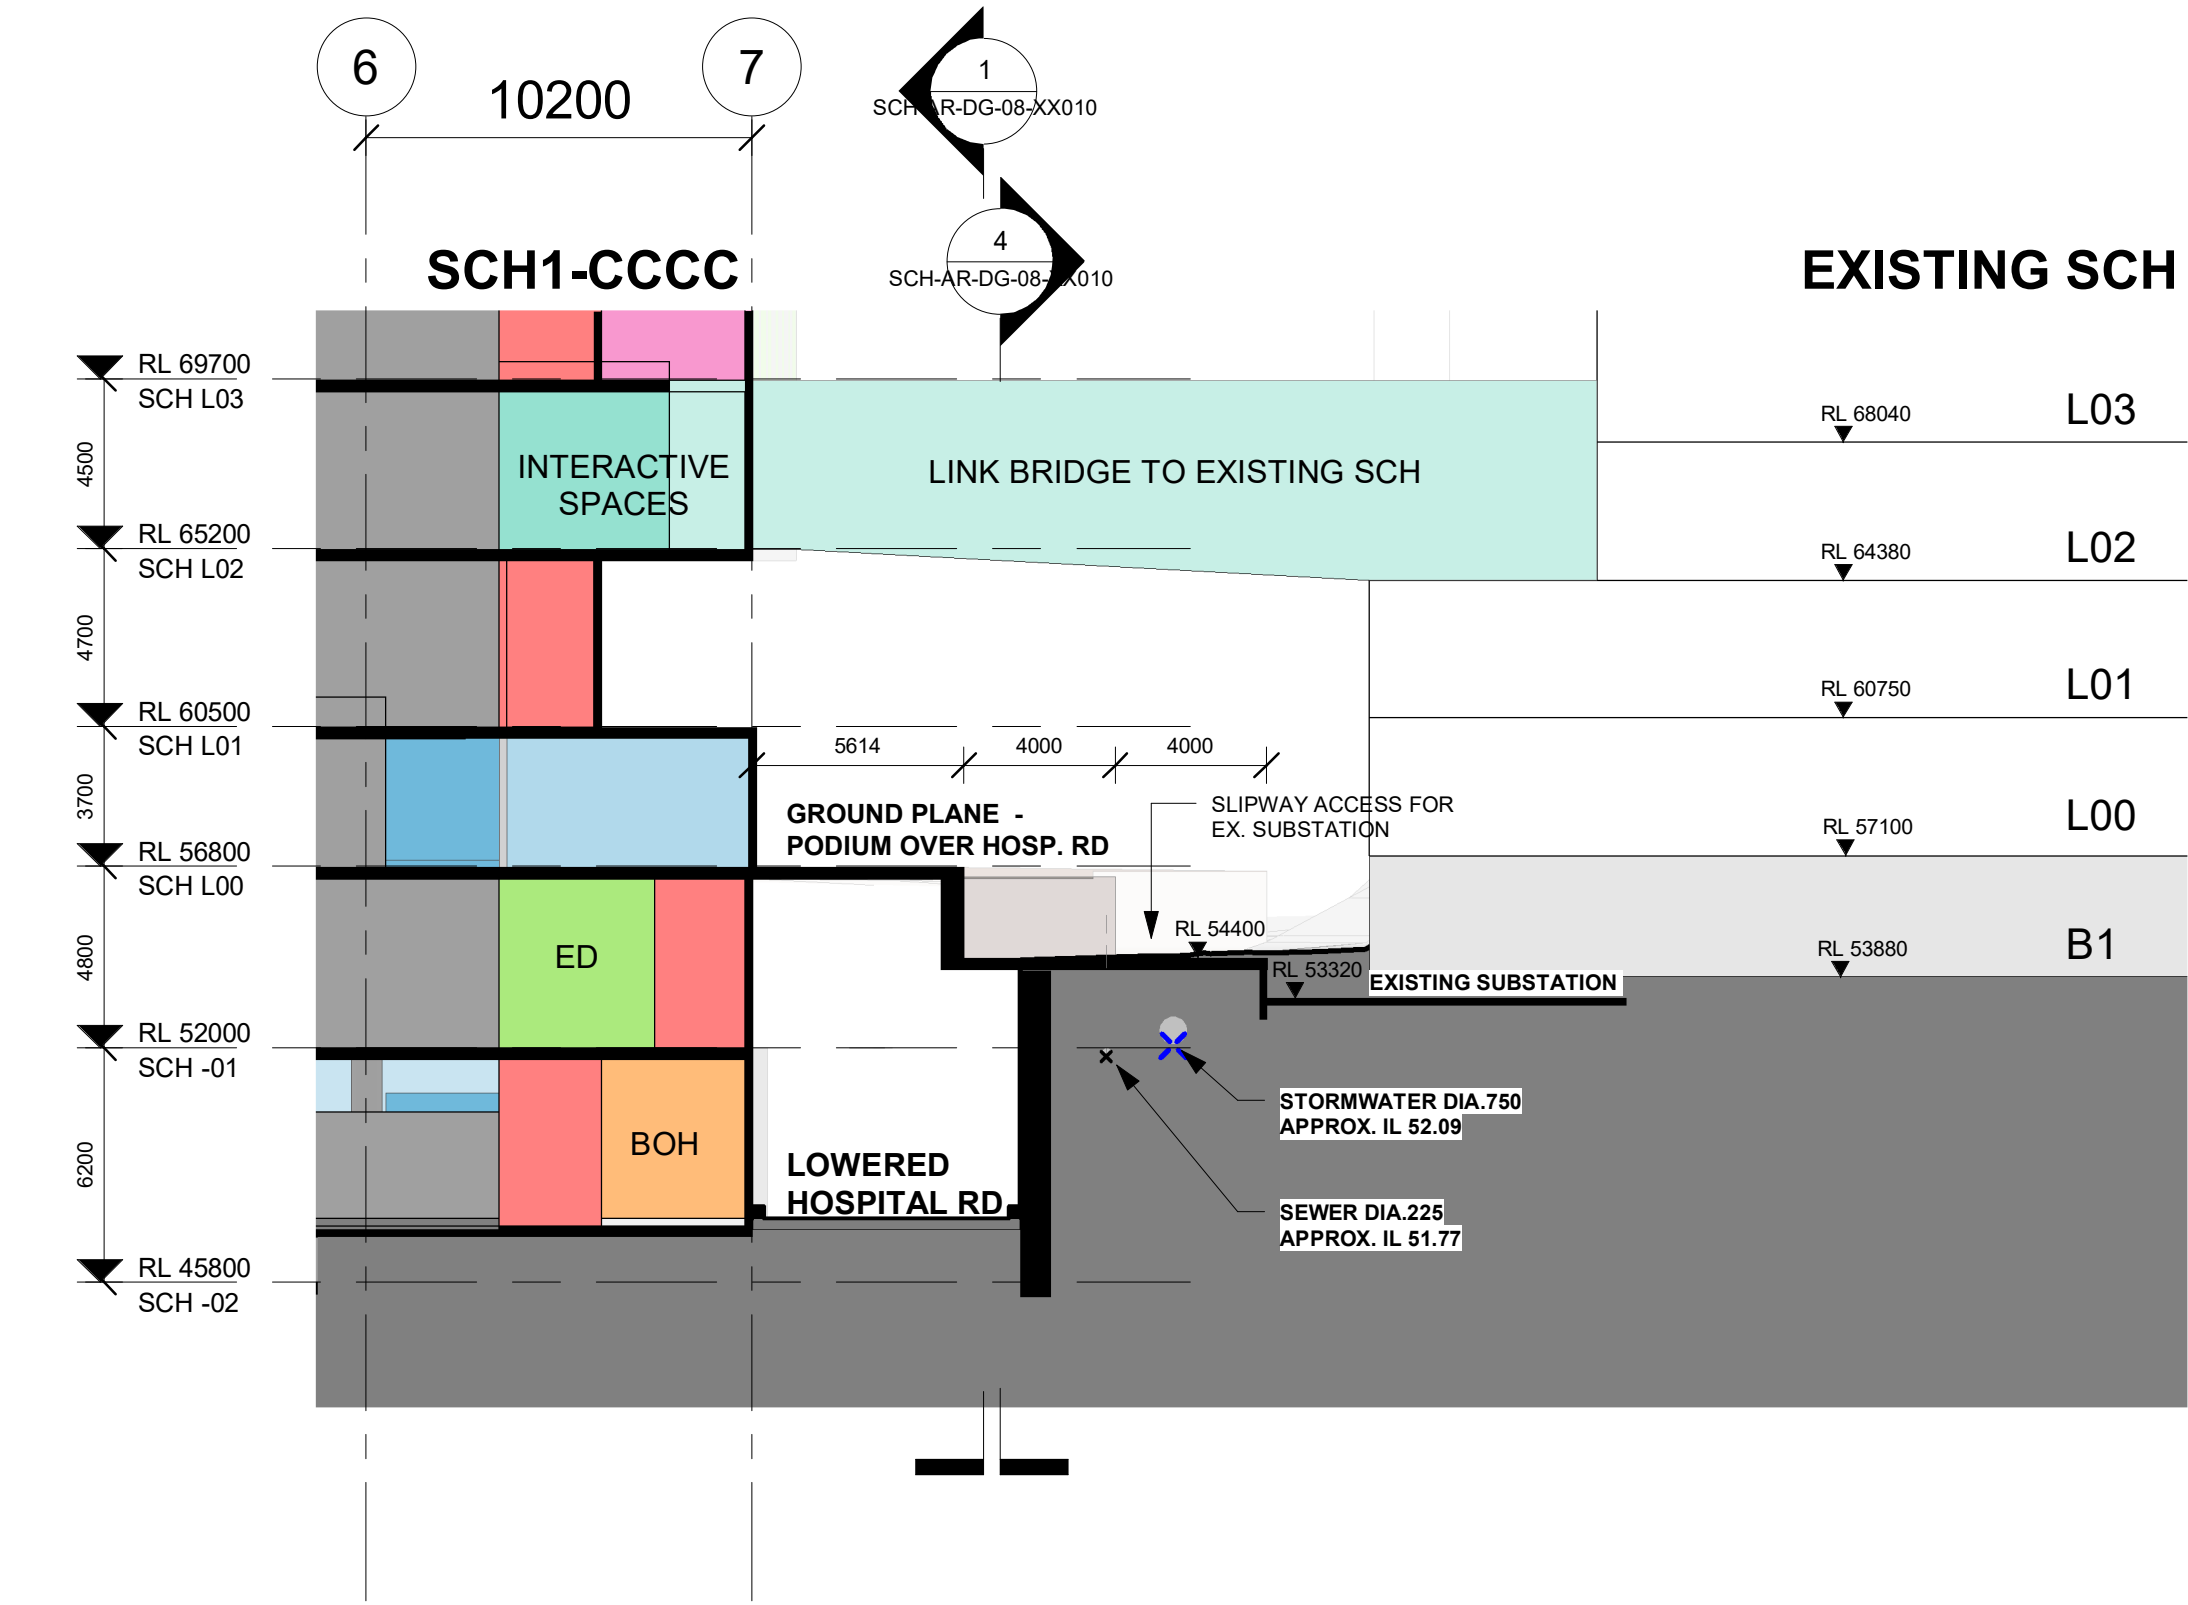 6
7
10200
1
SCH-AR-DG-08-XX010
4
SCH-AR-DG-08-XX010
SCH1-CCCC
EXISTING SCH
RL 69700
SCH L03
4500
RL 65200
SCH L02
4700
RL 60500
SCH L01
3700
RL 56800
SCH L00
4800
RL 52000
SCH -01
6200
RL 45800
SCH -02
INTERACTIVE
SPACES
LINK BRIDGE TO EXISTING SCH
RL 68040
L03
RL 64380
L02
RL 60750
L01
5614
4000
4000
GROUND PLANE -
PODIUM OVER HOSP. RD
SLIPWAY ACCESS FOR
EX. SUBSTATION
RL 57100
L00
ED
RL 54400
RL 53320
EXISTING SUBSTATION
RL 53880
B1
BOH
LOWERED
HOSPITAL RD
STORMWATER DIA.750
APPROX. IL 52.09
SEWER DIA.225
APPROX. IL 51.77